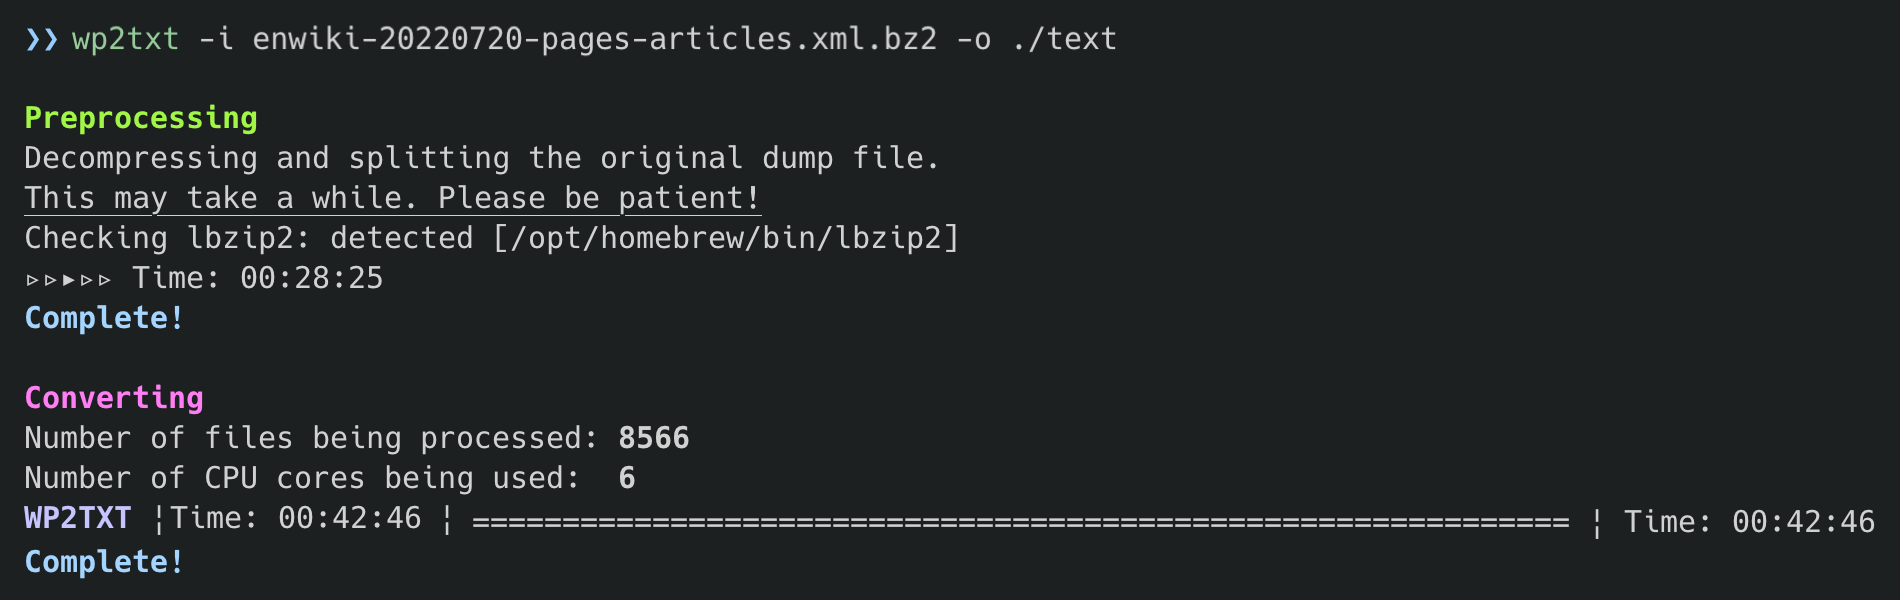 ❯❯ wp2txt -i enwiki-20220720-pages-articles.xml.bz2 -o ./text
Preprocessing
Decompressing and splitting the original dump file.
This may take a while. Please be patient!
Checking lbzip2: detected [/opt/homebrew/bin/lbzip2]
▹▹▸▹▹ Time: 00:28:25
Complete!
Converting
Number of files being processed: 8566
Number of CPU cores being used:  6
WP2TXT ¦Time: 00:42:46 ¦ ============================================================= ¦ Time: 00:42:46
Complete!